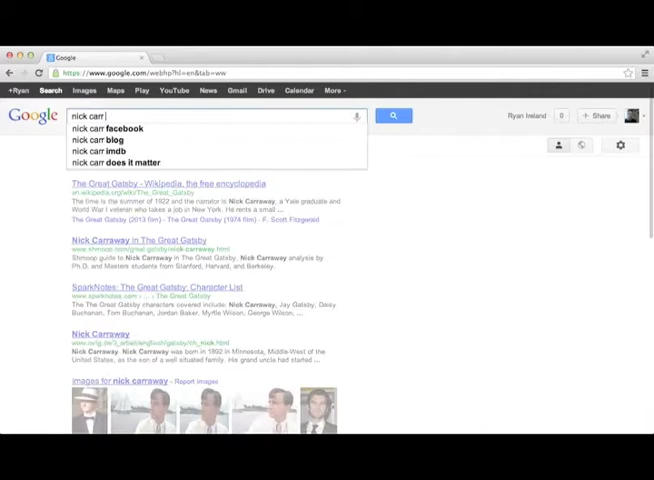 Google
https://www.google.com/webhp?hl=en&tab=ww
+Ryan Search Images Maps Play YouTube News Gmail Drive Calendar More
Google nick carr Ryan Ireland 0 + Share
nick carr facebook
nick carr blog
nick carr imdb
nick carr does it matter
The Great Gatsby - Wikipedia, the free encyclopedia
en.wikipedia.org/wiki/The_Great_Gatsby
The time is the summer of 1922 and the narrator is Nick Carraway, a Yale graduate and
World War I veteran who takes a job in New York. He rents a small ...
The Great Gatsby (2013 film) - The Great Gatsby (1974 film) - F. Scott Fitzgerald
Nick Carraway in The Great Gatsby
www.shmoop.com/great-gatsby/nick-carraway.html
Shmoop guide to Nick Carraway in The Great Gatsby. Nick Carraway analysis by
Ph.D. and Masters students from Stanford, Harvard, and Berkeley.
SparkNotes: The Great Gatsby: Character List
www.sparknotes.com › ... › The Great Gatsby
The The Great Gatsby characters covered include: Nick Carraway, Jay Gatsby, Daisy
Buchanan, Tom Buchanan, Jordan Baker, Myrtle Wilson, George Wilson, ...
Nick Carraway
Nick Carraway. Nick Carraway was born in 1892 in Minnesota, Middle-West of the
United States, as the son of a well situated family. His grand uncle had started ...
Images for nick carraway - Report images